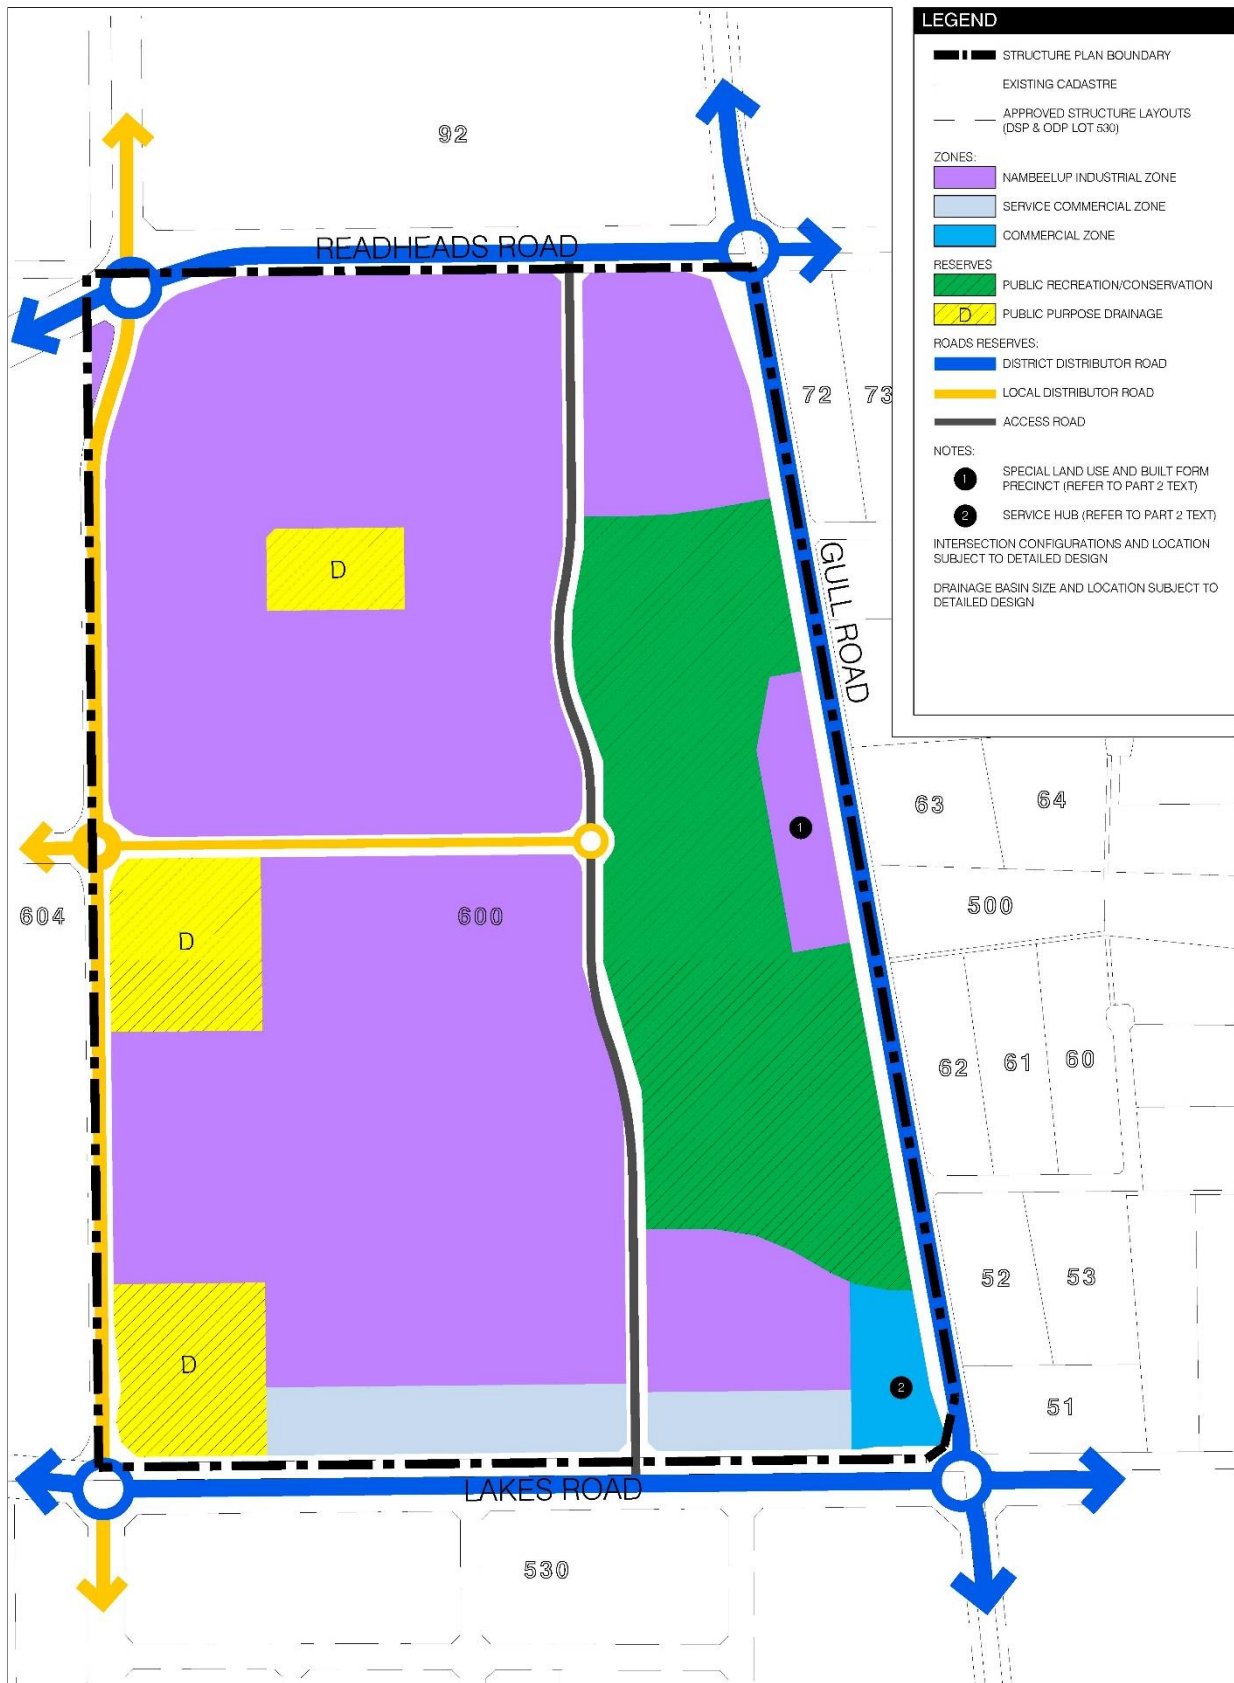 LEGEND
STRUCTURE PLAN BOUNDARY
EXISTING CADASTRE
APPROVED STRUCTURE LAYOUTS
(DSP & ODP LOT 530)
ZONES:
NAMBEELUP INDUSTRIAL ZONE
SERVICE COMMERCIAL ZONE
COMMERCIAL ZONE
RESERVES
PUBLIC RECREATION/CONSERVATION
D PUBLIC PURPOSE DRAINAGE
ROADS RESERVES:
DISTRICT DISTRIBUTOR ROAD
LOCAL DISTRIBUTOR ROAD
ACCESS ROAD
NOTES:
1 SPECIAL LAND USE AND BUILT FORM
PRECINCT (REFER TO PART 2 TEXT)
2 SERVICE HUB (REFER TO PART 2 TEXT)
INTERSECTION CONFIGURATIONS AND LOCATION
SUBJECT TO DETAILED DESIGN
DRAINAGE BASIN SIZE AND LOCATION SUBJECT TO
DETAILED DESIGN
92
READHEADS ROAD
72
73
D
GULL ROAD
63
64
1
604
600
500
D
62
61
60
52
53
D
2
51
LAKES ROAD
530